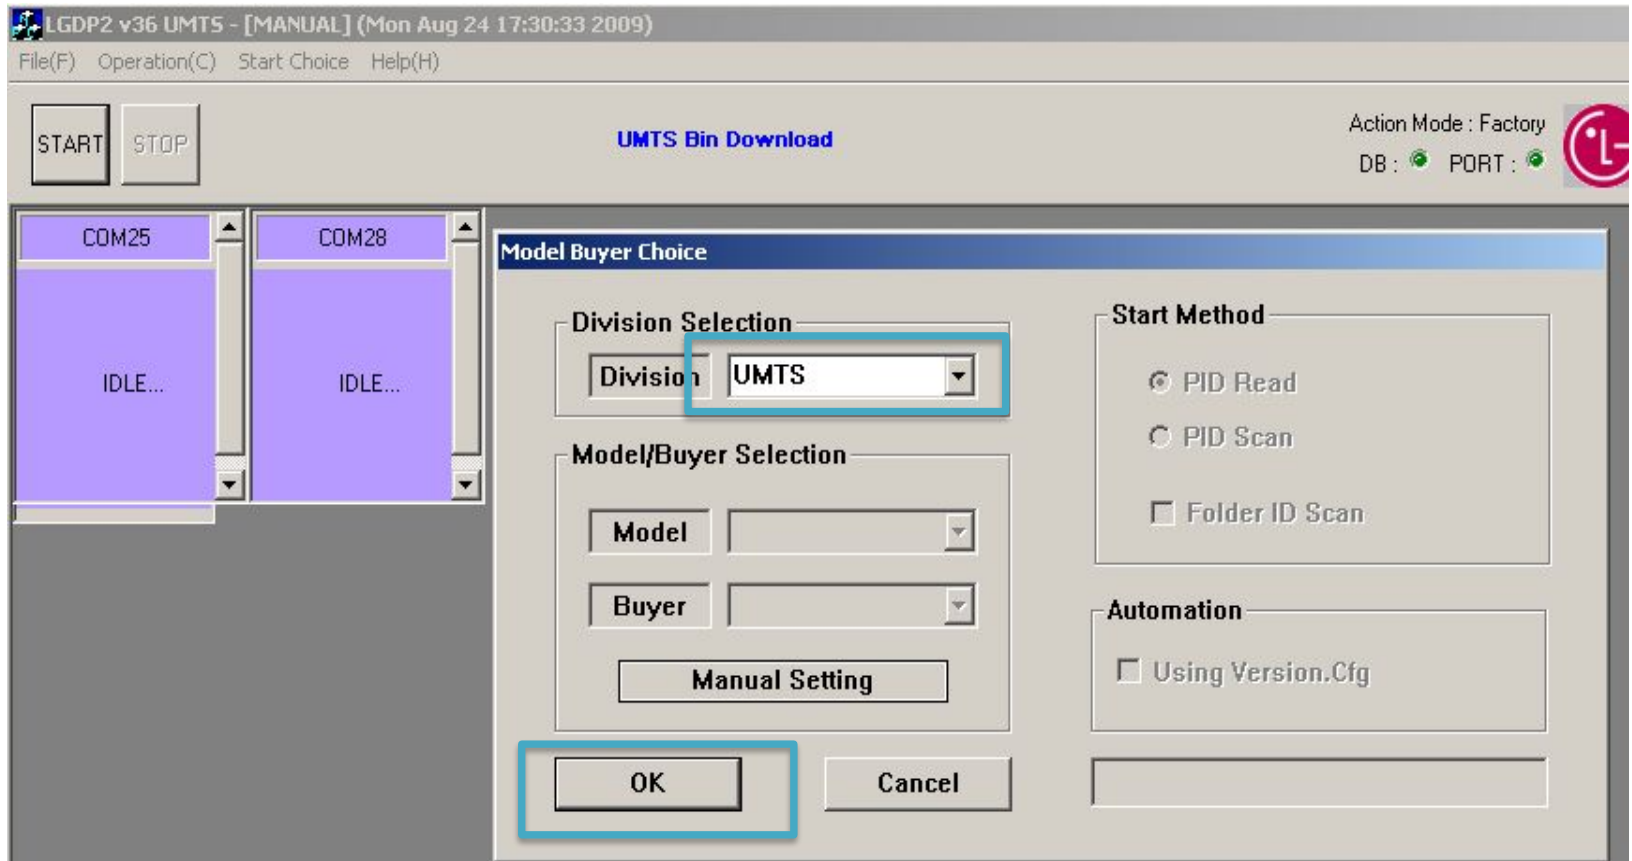 LGDP2 v36 UMTS - [MANUAL] (Mon Aug 24 17:30:33 2009)
File(F) Operation(C) Start Choice Help(H)
START STOP
UMTS Bin Download
Action Mode : Factory
DB : PORT :
COM25
IDLE...
COM28
IDLE...
Model Buyer Choice
Division Selection
Division UMTS
Model/Buyer Selection
Model
Buyer
Manual Setting
OK Cancel
Start Method
PID Read
PID Scan
Folder ID Scan
Automation
Using Version.Cfg